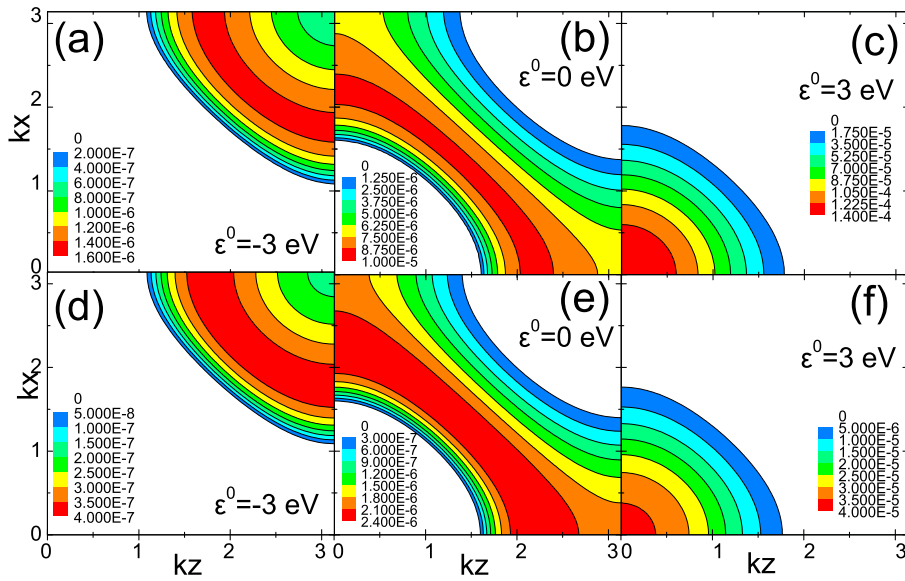 (a)
(b)
(c)
ε⁰=0 eV
ε⁰=3 eV
3
2
1
0
kx
0
2.000E-7
4.000E-7
6.000E-7
8.000E-7
1.000E-6
1.200E-6
1.400E-6
1.600E-6
ε⁰=-3 eV
0
1.250E-6
2.500E-6
3.750E-6
5.000E-6
6.250E-6
7.500E-6
8.750E-6
1.000E-5
0
1.750E-5
3.500E-5
5.250E-5
7.000E-5
8.750E-5
1.050E-4
1.225E-4
1.400E-4
0 1 2 3
(d)
(e)
(f)
ε⁰=0 eV
ε⁰=3 eV
3
2
1
0
kx
0
5.000E-8
1.000E-7
1.500E-7
2.000E-7
2.500E-7
3.000E-7
3.500E-7
4.000E-7
ε⁰=-3 eV
0
3.000E-7
6.000E-7
9.000E-7
1.200E-6
1.500E-6
1.800E-6
2.100E-6
2.400E-6
0
5.000E-6
1.000E-5
1.500E-5
2.000E-5
2.500E-5
3.000E-5
3.500E-5
4.000E-5
0 1 2 3 0 1 2 3 0 1 2 3
kz kz kz